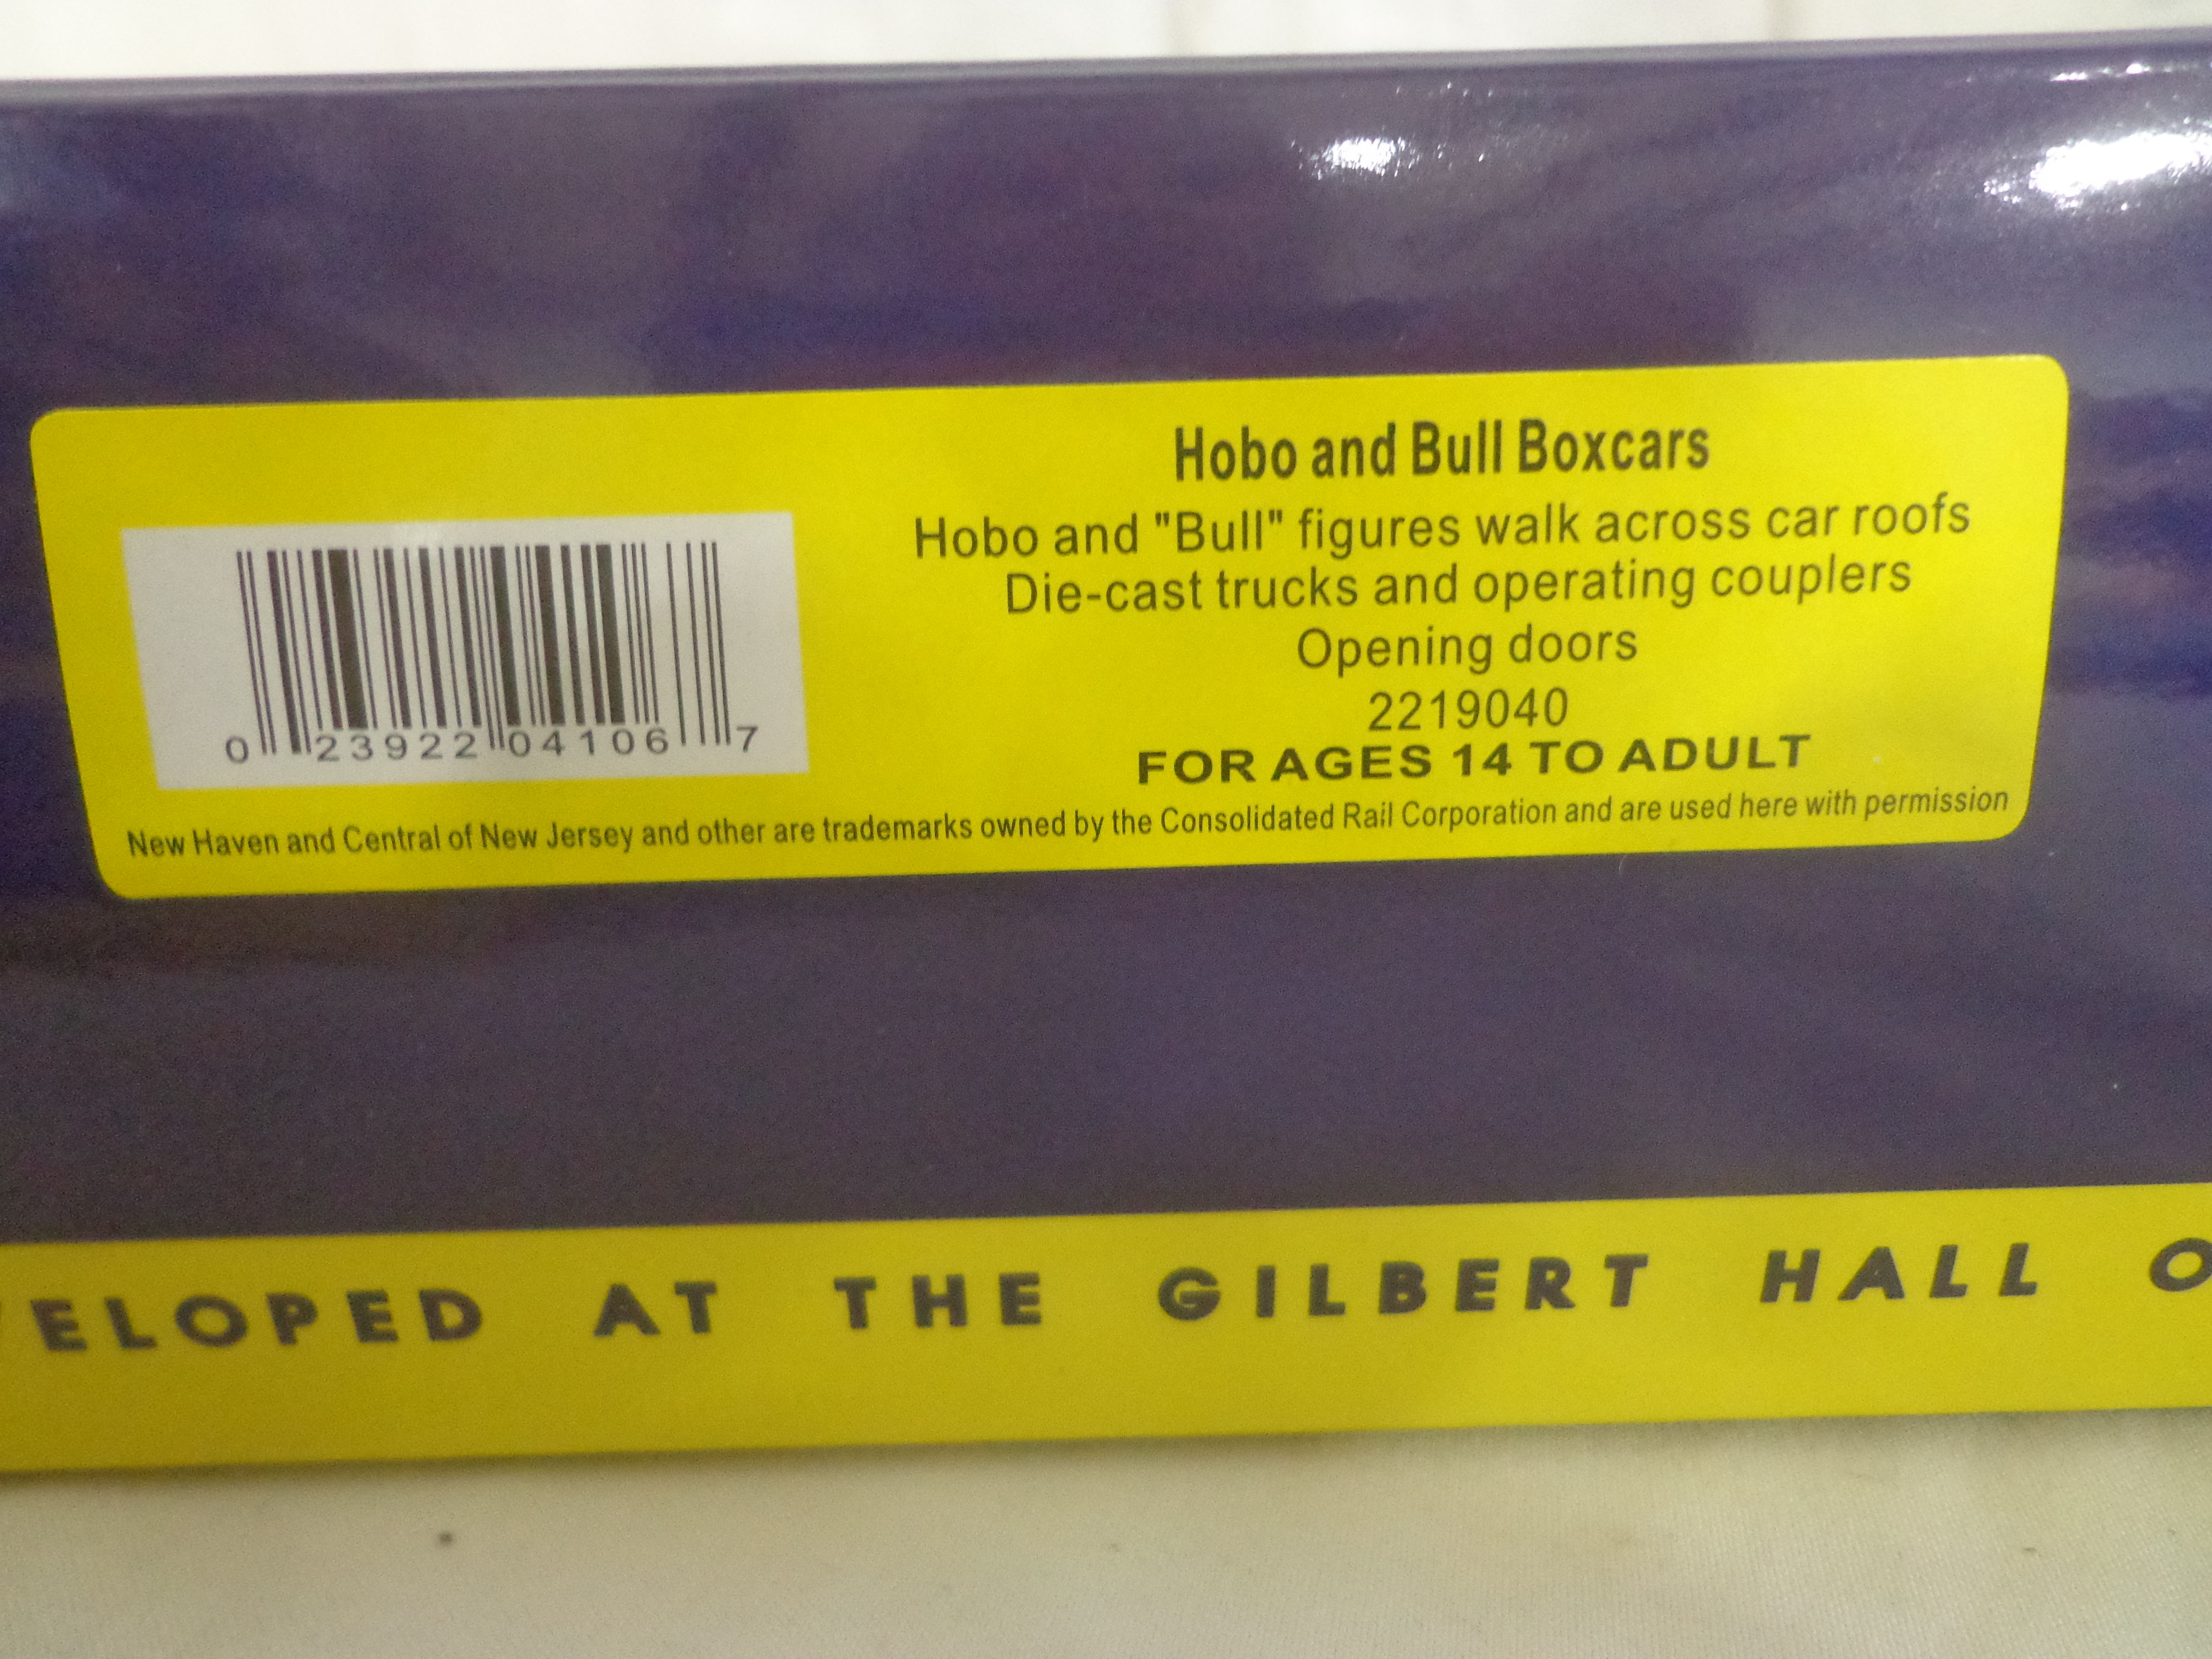 Hobo and Bull Boxcars
Hobo and "Bull" figures walk across car roofs
Die-cast trucks and operating couplers
Opening doors
2219040
FOR AGES 14 TO ADULT
0 23922 04106 7
New Haven and Central of New Jersey and other are trademarks owned by the Consolidated Rail Corporation and are used here with permission
ELOPED AT THE GILBERT HALL O